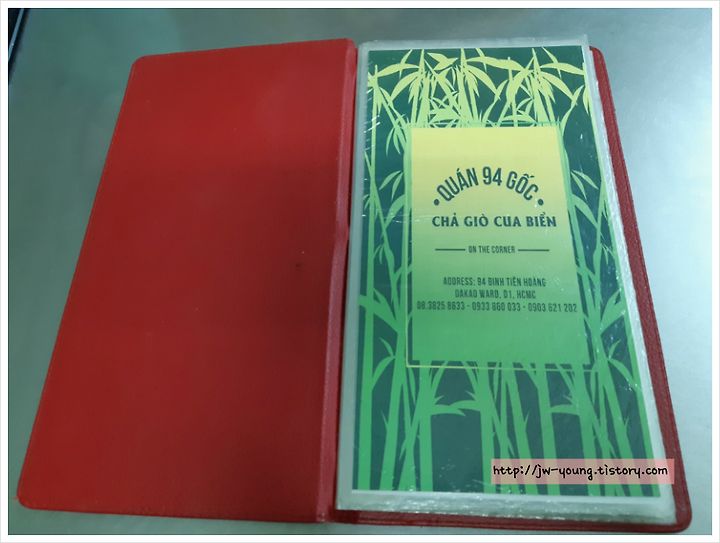 • QUÁN 94 GỐC •
CHẢ GIÒ CUA BIỂN
ON THE CORNER
ADDRESS: 94 ĐINH TIÊN HOÀNG
DAKAO WARD, D1, HCMC
08.3825 8633 - 0933 860 033 - 0903 621 202
http://jw-young.tistory.com